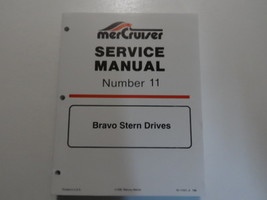 merCruiser
SERVICE
MANUAL
Number 11
Bravo Stern Drives